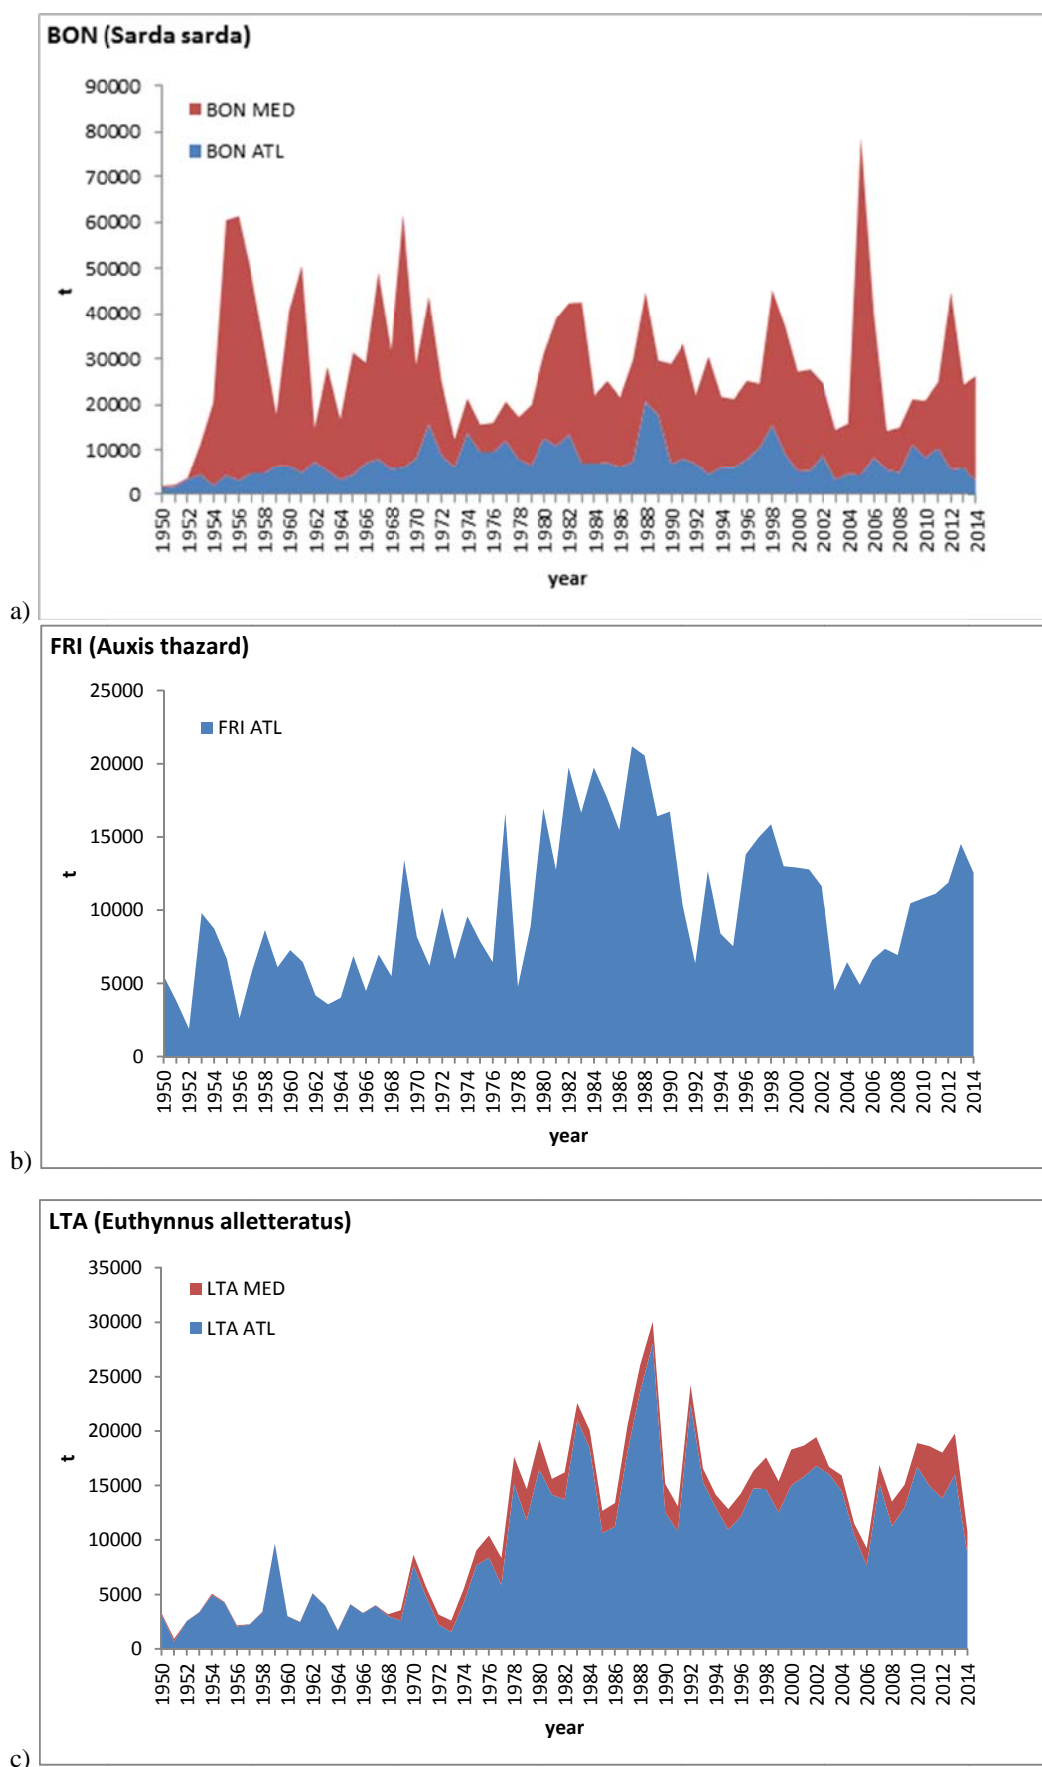 BON (Sarda sarda)
90000
80000
70000
60000
50000
40000
30000
20000
10000
0
t
BON MED
BON ATL
1950 1952 1954 1956 1958 1960 1962 1964 1966 1968 1970 1972 1974 1976 1978 1980 1982 1984 1986 1988 1990 1992 1994 1996 1998 2000 2002 2004 2006 2008 2010 2012 2014
year
a)
FRI (Auxis thazard)
25000
20000
15000
10000
5000
0
t
FRI ATL
1950 1952 1954 1956 1958 1960 1962 1964 1966 1968 1970 1972 1974 1976 1978 1980 1982 1984 1986 1988 1990 1992 1994 1996 1998 2000 2002 2004 2006 2008 2010 2012 2014
year
b)
LTA (Euthynnus alletteratus)
35000
30000
25000
20000
15000
10000
5000
0
t
LTA MED
LTA ATL
1950 1952 1954 1956 1958 1960 1962 1964 1966 1968 1970 1972 1974 1976 1978 1980 1982 1984 1986 1988 1990 1992 1994 1996 1998 2000 2002 2004 2006 2008 2010 2012 2014
year
c)